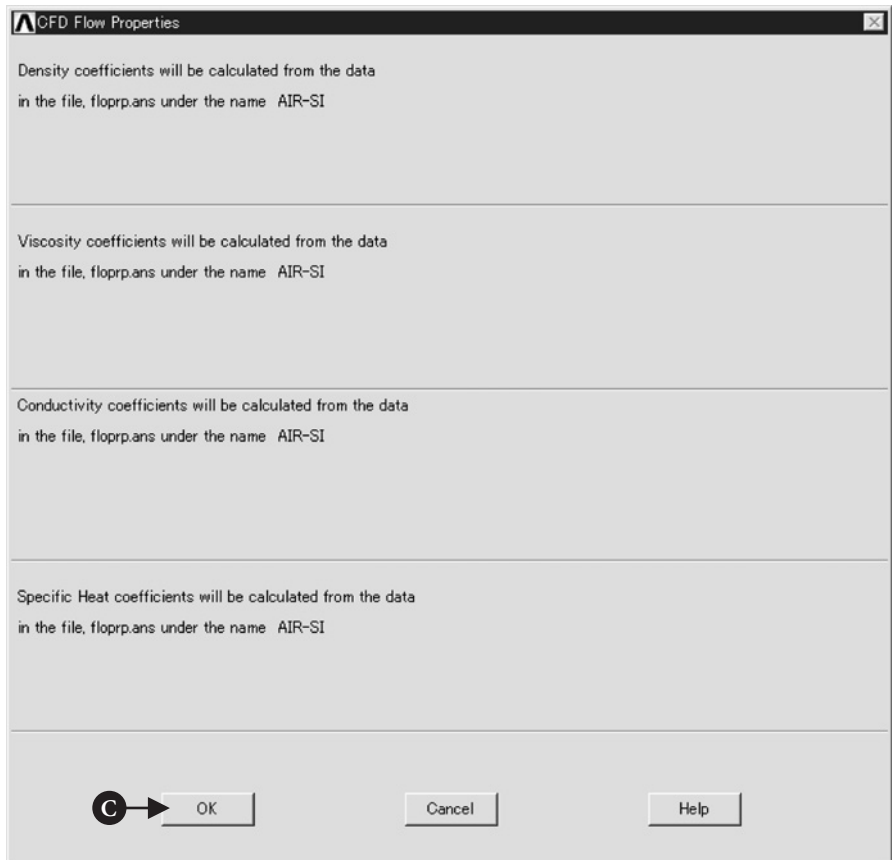 CFD Flow Properties
Density coefficients will be calculated from the data
in the file, floprp.ans under the name AIR-SI
Viscosity coefficients will be calculated from the data
in the file, floprp.ans under the name AIR-SI
Conductivity coefficients will be calculated from the data
in the file, floprp.ans under the name AIR-SI
Specific Heat coefficients will be calculated from the data
in the file, floprp.ans under the name AIR-SI
C OK Cancel Help